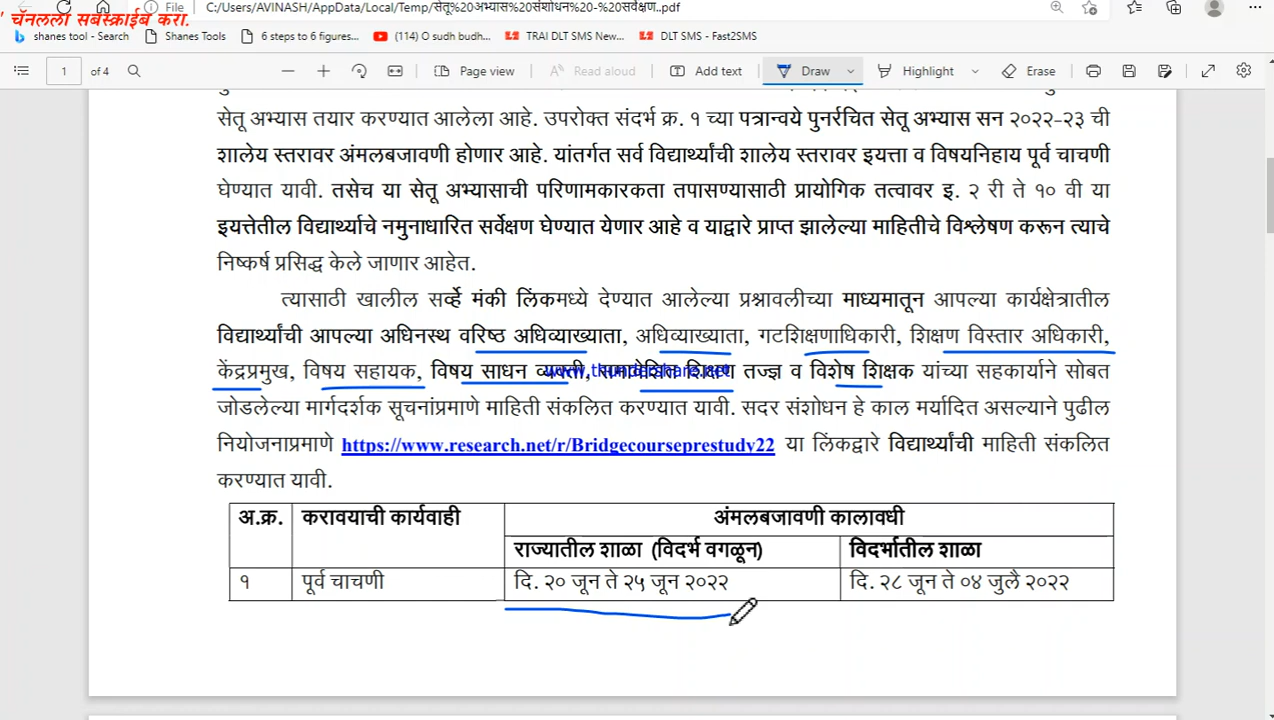 ' चॅनलला सबस्क्राईब करा.
File
C:/Users/AVINASH/AppData/Local/Temp/सेतू%20अभ्यास%20संशोधन%20-%20सर्वेक्षण..pdf
shanes tool - Search
Shanes Tools
6 steps to 6 figures...
(114) O sudh budh...
TRAI DLT SMS New...
DLT SMS - Fast2SMS
1 of 4
Page view
Read aloud
Add text
Draw
Highlight
Erase
सेतू अभ्यास तयार करण्यात आलेला आहे. उपरोक्त संदर्भ क्र. १ च्या पत्रान्वये पुनर्रचित सेतू अभ्यास सन २०२२-२३ ची
शालेय स्तरावर अंमलबजावणी होणार आहे. यांतर्गत सर्व विद्यार्थ्यांची शालेय स्तरावर इयत्ता व विषयनिहाय पूर्व चाचणी
घेण्यात यावी. तसेच या सेतू अभ्यासाची परिणामकारकता तपासण्यासाठी प्रायोगिक तत्वावर इ. २ री ते १० वी या
इयत्तेतील विद्यार्थ्याचे नमुनाधारित सर्वेक्षण घेण्यात येणार आहे व याद्वारे प्राप्त झालेल्या माहितीचे विश्लेषण करून त्याचे
निष्कर्ष प्रसिद्ध केले जाणार आहेत.
त्यासाठी खालील सर्व्हे मंकी लिंकमध्ये देण्यात आलेल्या प्रश्नावलीच्या माध्यमातून आपल्या कार्यक्षेत्रातील
विद्यार्थ्यांची आपल्या अधिनस्थ वरिष्ठ अधिव्याख्याता, अधिव्याख्याता, गटशिक्षणाधिकारी, शिक्षण विस्तार अधिकारी,
केंद्रप्रमुख, विषय सहायक, विषय साधन व्यक्ती, समावेशित शिक्षण तज्ज्ञ व विशेष शिक्षक यांच्या सहकार्याने सोबत
www.thundershare.net
जोडलेल्या मार्गदर्शक सूचनांप्रमाणे माहिती संकलित करण्यात यावी. सदर संशोधन हे काल मर्यादित असल्याने पुढील
नियोजनाप्रमाणे https://www.research.net/r/Bridgecourseprestudy22 या लिंकद्वारे विद्यार्थ्यांची माहिती संकलित
करण्यात यावी.
अ.क्र. करावयाची कार्यवाही अंमलबजावणी कालावधी
राज्यातील शाळा (विदर्भ वगळून) विदर्भातील शाळा
१ पूर्व चाचणी दि. २० जून ते २५ जून २०२२ दि. २८ जून ते ०४ जुलै २०२२